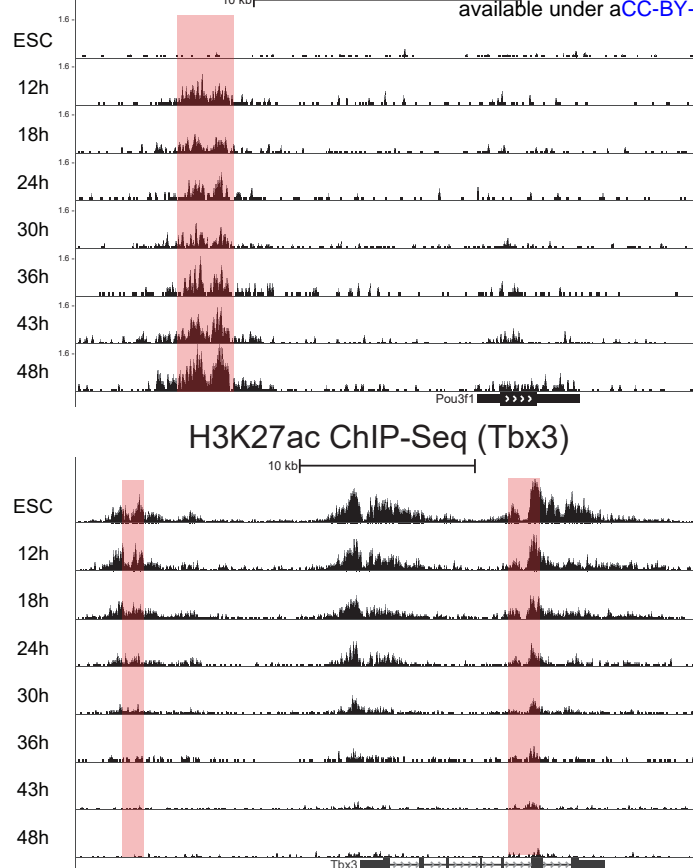 10 kb
available under aCC-BY-
1.6
ESC
1.6
12h
1.6
18h
1.6
24h
1.6
30h
1.6
36h
1.6
43h
1.6
48h
Pou3f1
H3K27ac ChIP-Seq (Tbx3)
10 kb
ESC
12h
18h
24h
30h
36h
43h
48h
Tbx3